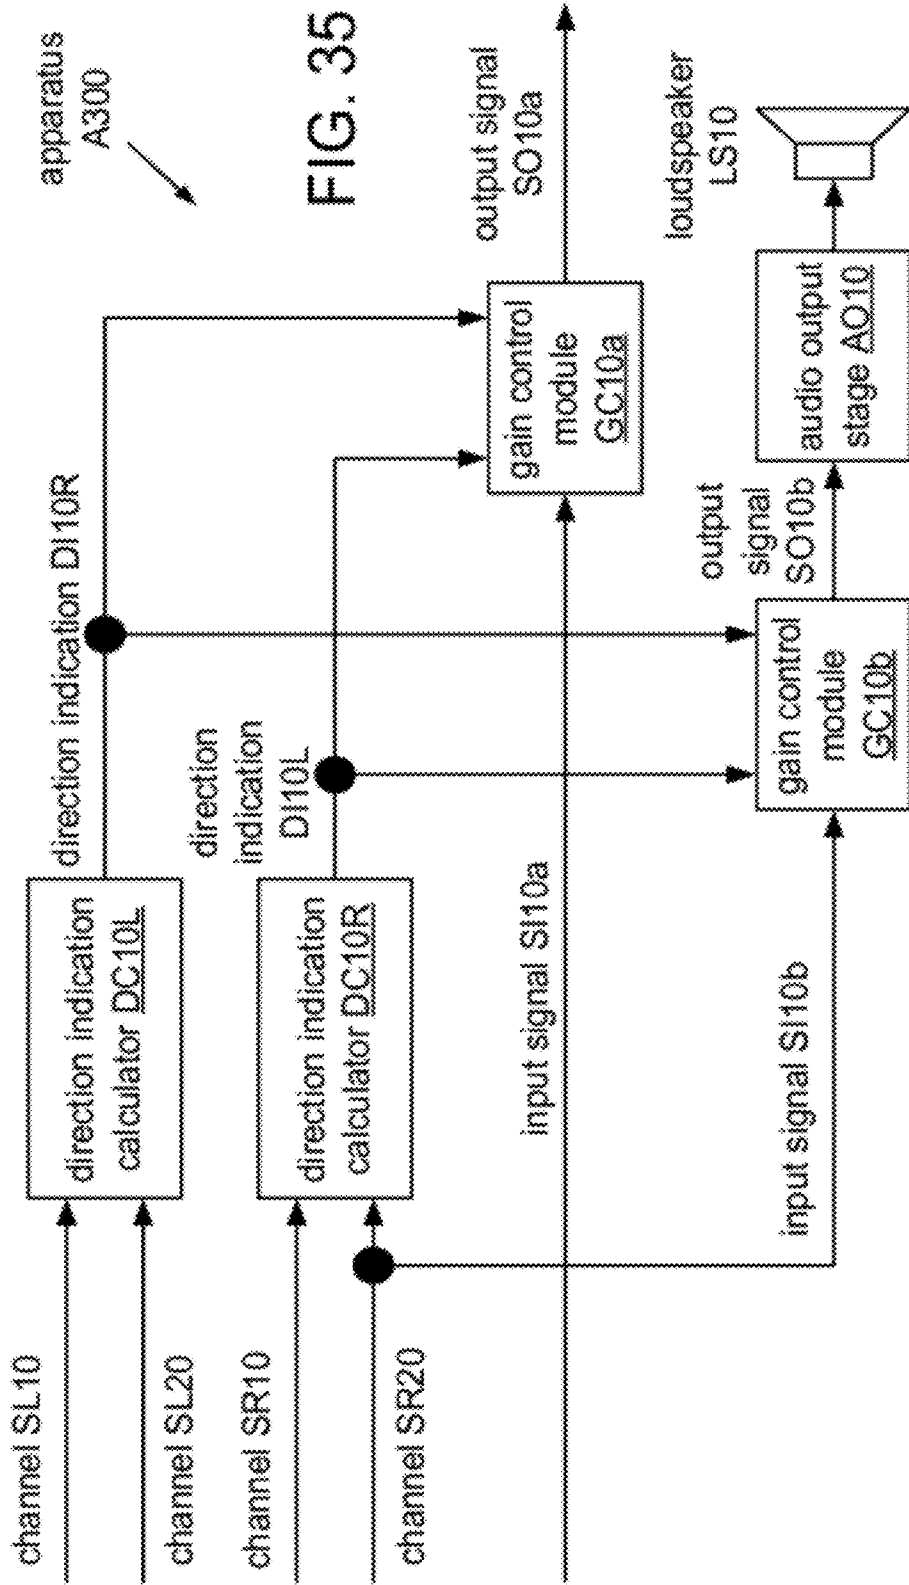 apparatus
A300
FIG. 35
channel SL10
channel SL20
direction indication
calculator DC10L
direction indication DI10R
channel SR10
channel SR20
direction indication
calculator DC10R
direction
indication
DI10L
input signal SI10a
gain control
module
GC10a
output signal
SO10a
input signal SI10b
gain control
module
GC10b
output
signal
SO10b
audio output
stage AO10
loudspeaker
LS10